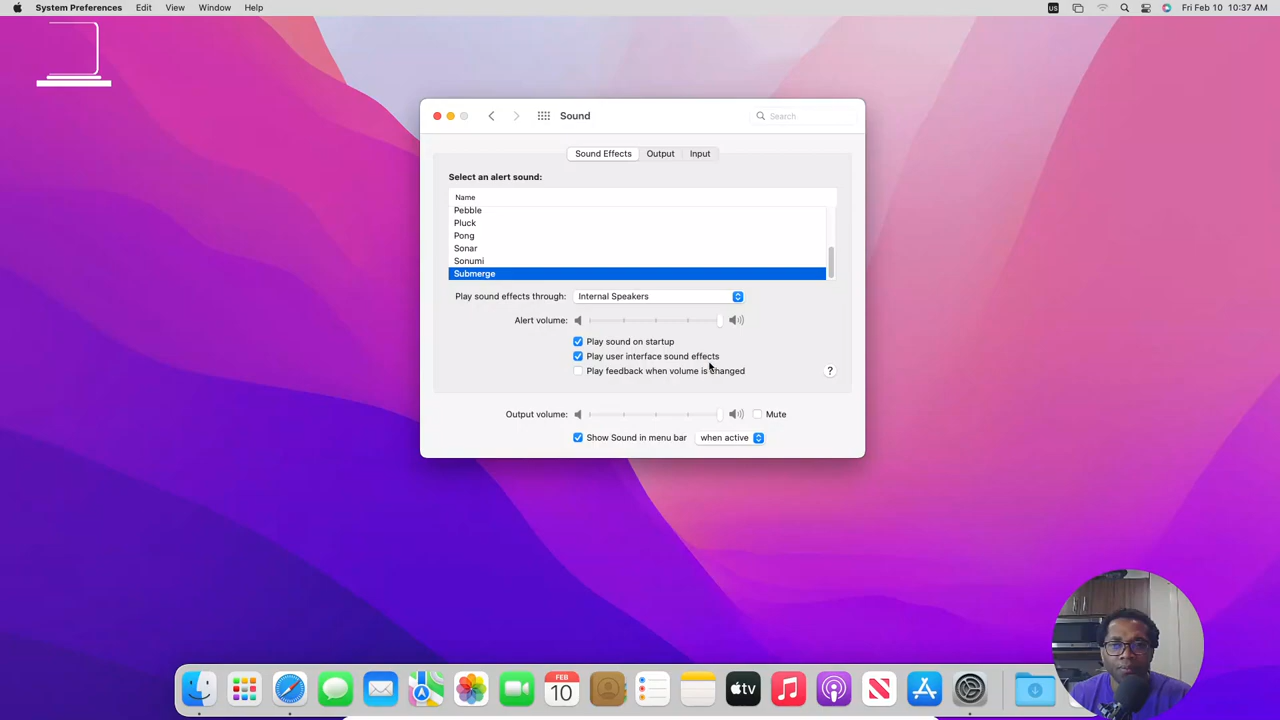 System Preferences Edit View Window Help US Fri Feb 10 10:37 AM
Sound Search
Sound Effects Output Input
Select an alert sound:
Name
Pebble
Pluck
Pong
Sonar
Sonumi
Submerge
Play sound effects through: Internal Speakers
Alert volume:
Play sound on startup
Play user interface sound effects
Play feedback when volume is changed ?
Output volume: Mute
Show Sound in menu bar when active
FEB
10
tv